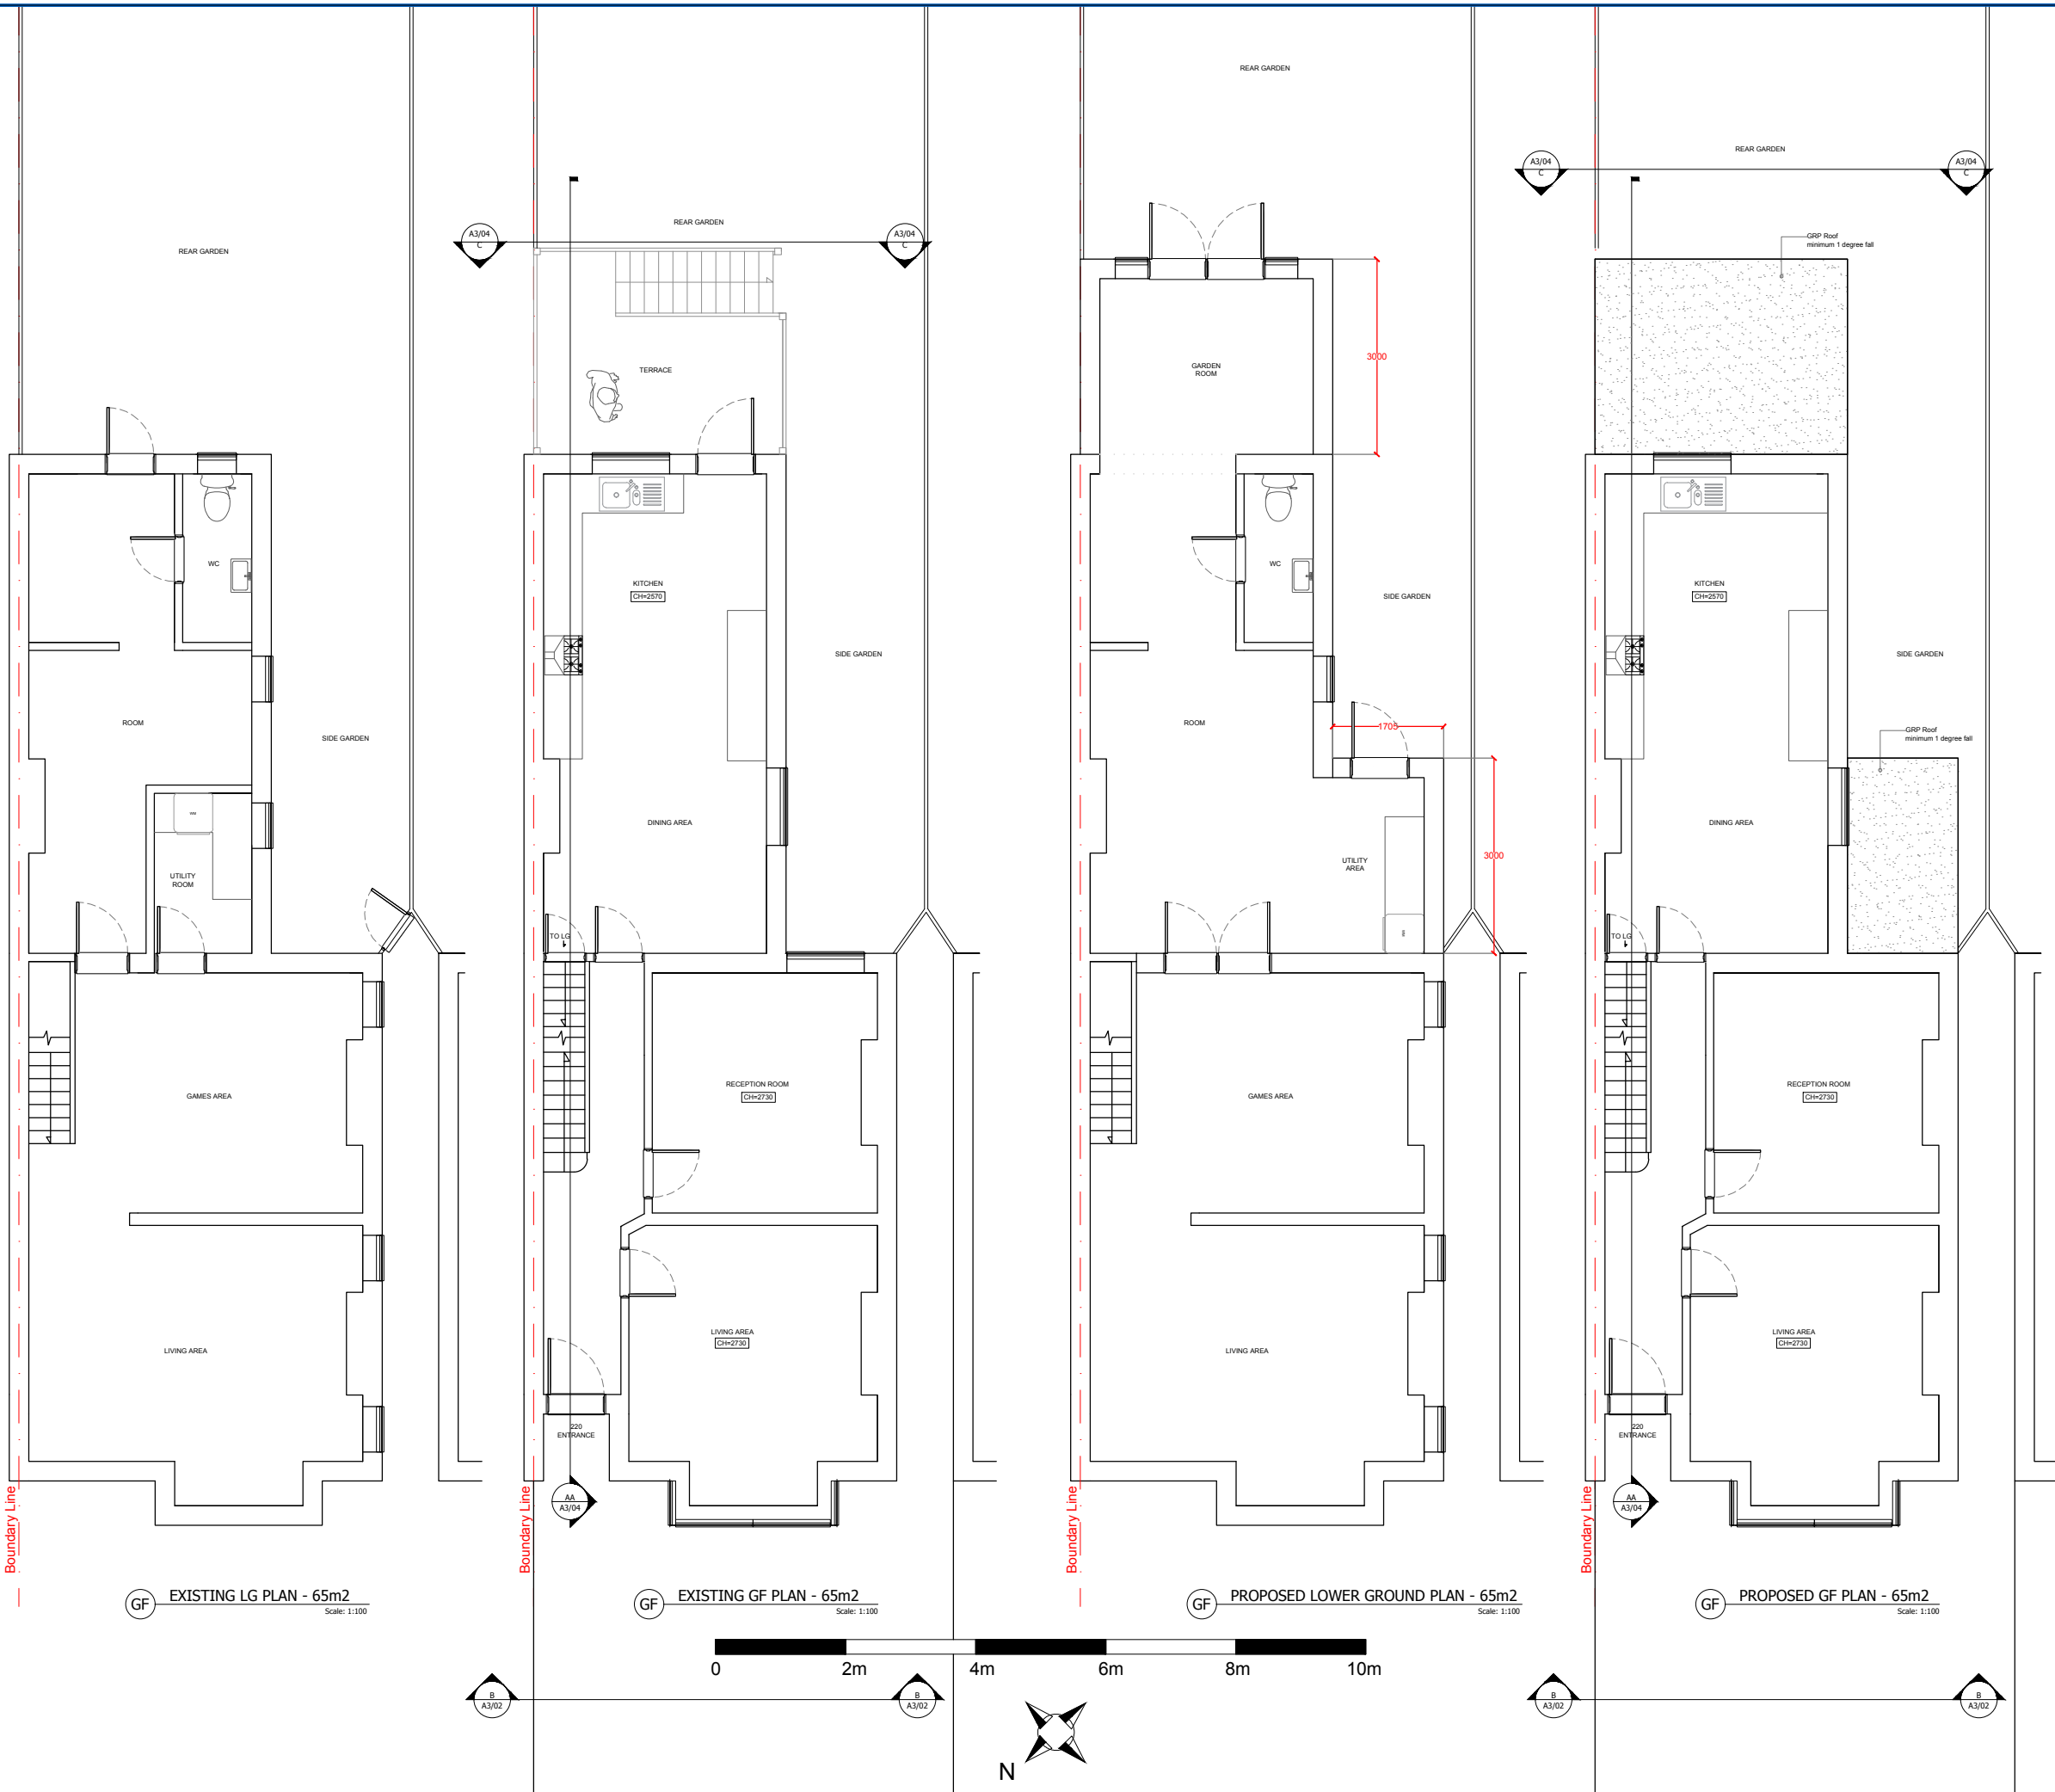 REAR GARDEN
SIDE GARDEN
WC
ROOM
UTILITY
ROOM
GAMES AREA
LIVING AREA
Boundary Line
GF
EXISTING LG PLAN - 65m2
Scale: 1:100
A3/04
C
A3/04
C
REAR GARDEN
TERRACE
KITCHEN
CH=2570
SIDE GARDEN
DINING AREA
TO LG
RECEPTION ROOM
CH=2730
LIVING AREA
CH=2730
220
ENTRANCE
AA
A3/04
Boundary Line
GF
EXISTING GF PLAN - 65m2
Scale: 1:100
REAR GARDEN
3000
GARDEN
ROOM
WC
SIDE GARDEN
ROOM
1705
UTILITY
AREA
3000
GAMES AREA
LIVING AREA
Boundary Line
GF
PROPOSED LOWER GROUND PLAN - 65m2
Scale: 1:100
REAR GARDEN
A3/04
C
A3/04
C
GRP Roof
minimum 1 degree fall
KITCHEN
CH=2570
SIDE GARDEN
GRP Roof
minimum 1 degree fall
DINING AREA
TO LG
RECEPTION ROOM
CH=2730
LIVING AREA
CH=2730
220
ENTRANCE
AA
A3/04
Boundary Line
GF
PROPOSED GF PLAN - 65m2
Scale: 1:100
0 2m 4m 6m 8m 10m
B
A3/02
B
A3/02
N
B
A3/02
B
A3/02